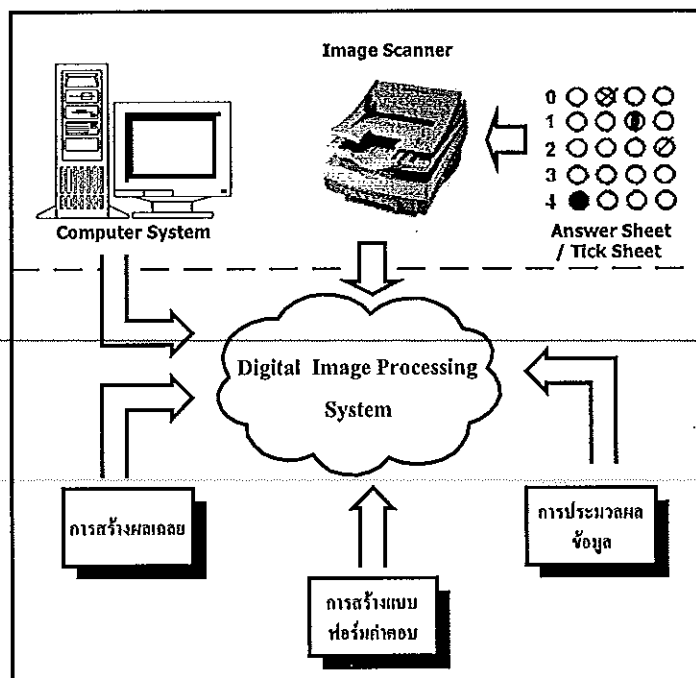 Image Scanner
0
1
2
3
4
Computer System
Answer Sheet
/ Tick Sheet
Digital Image Processing
System
การสร้างผลเฉลย
การประมวลผล
ข้อมูล
การสร้างแบบ
ฟอร์มคำตอบ